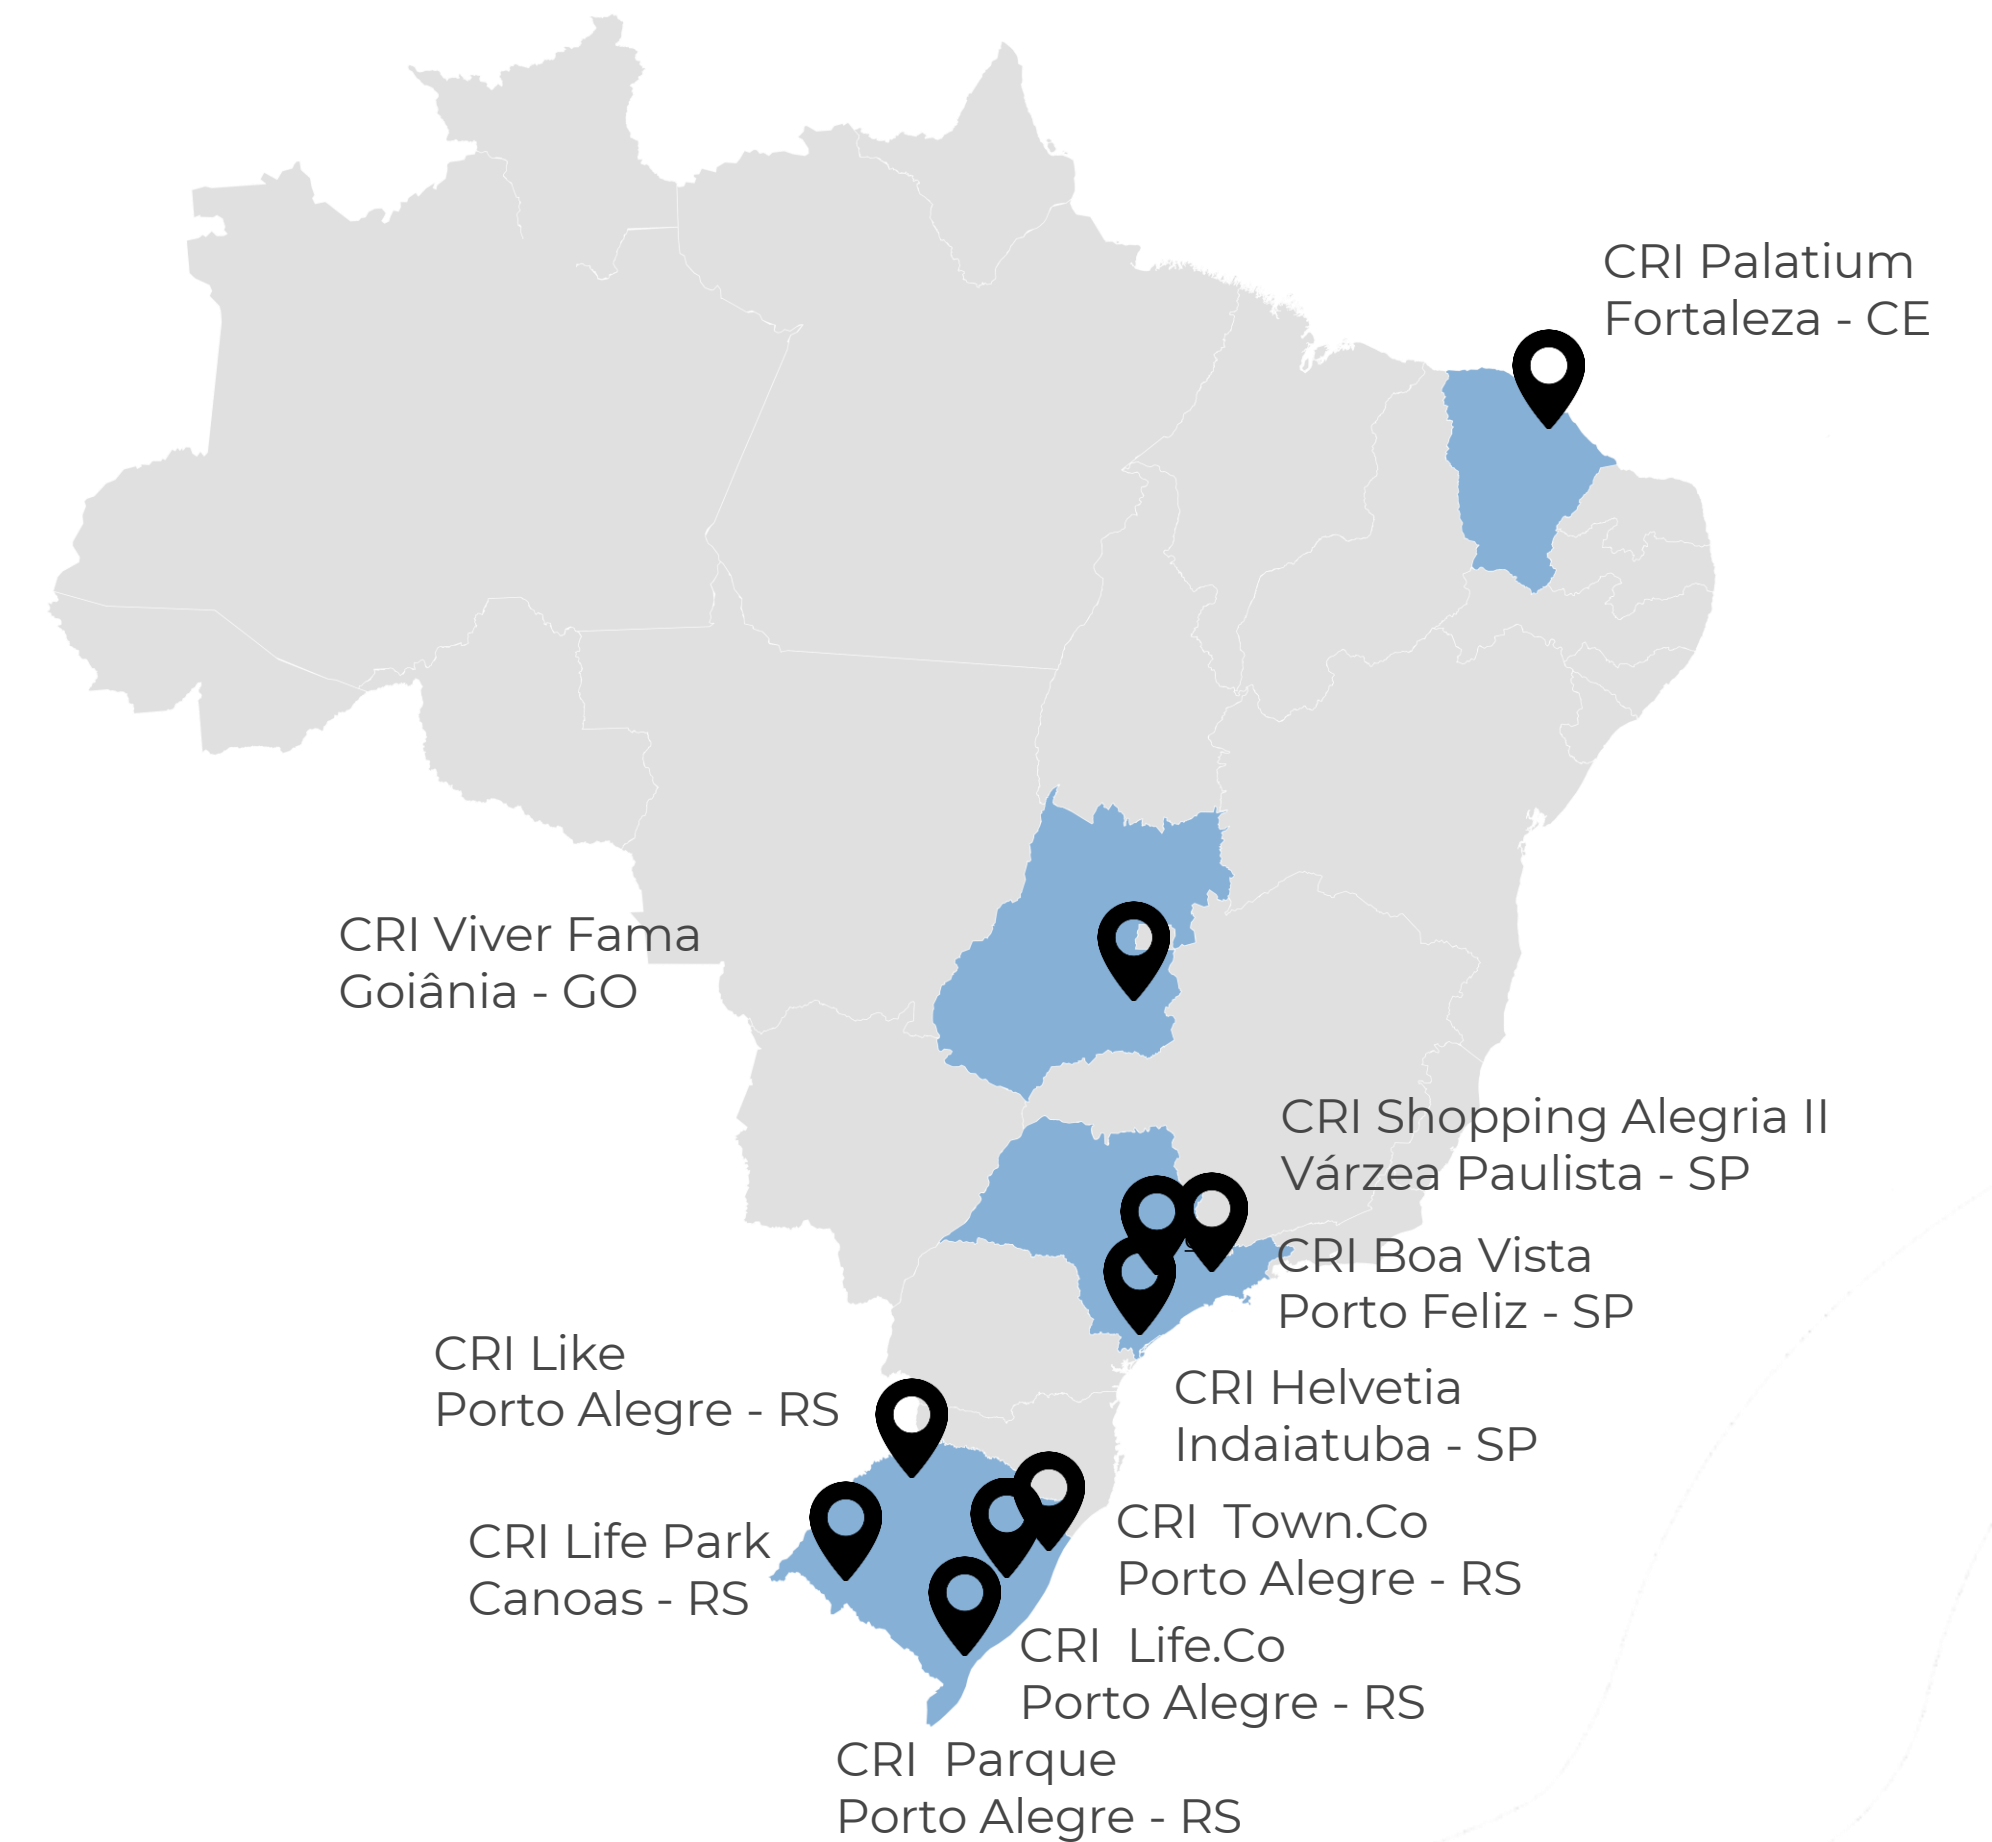 CRI Palatium
Fortaleza - CE
CRI Viver Fama
Goiânia - GO
CRI Shopping Alegria II
Várzea Paulista - SP
CRI Boa Vista
Porto Feliz - SP
CRI Like
Porto Alegre - RS
CRI Helvetia
Indaiatuba - SP
CRI Life Park
Canoas - RS
CRI Town.Co
Porto Alegre - RS
CRI Life.Co
Porto Alegre - RS
CRI Parque
Porto Alegre - RS